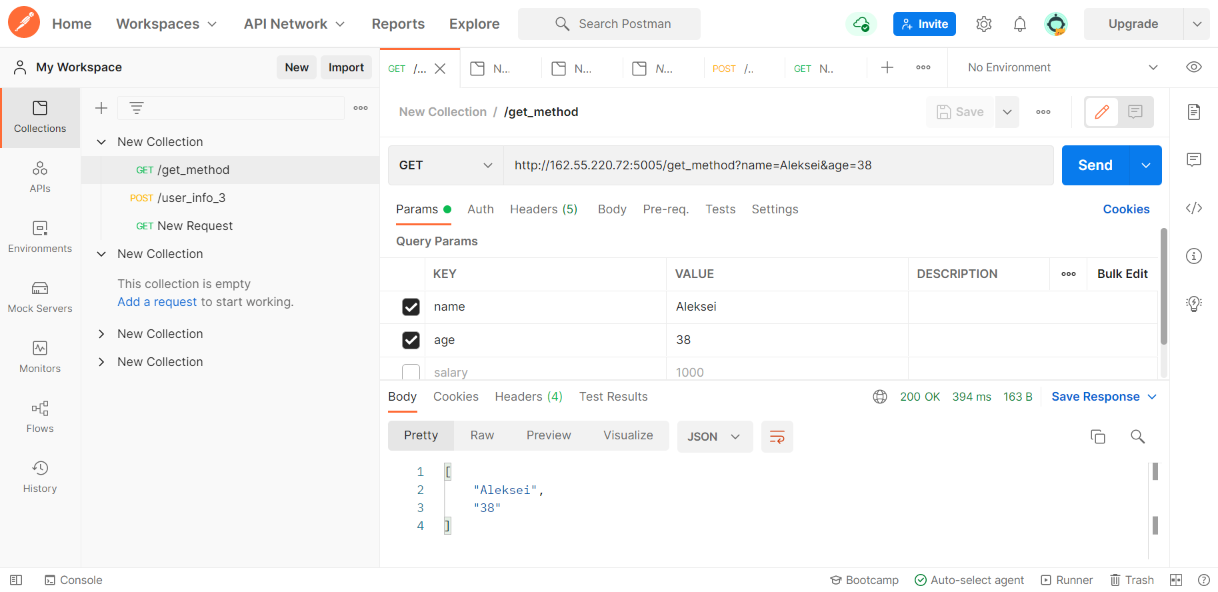 Home Workspaces API Network Reports Explore Search Postman Invite Upgrade
My Workspace New Import
GET /... N... N... N... POST /.. GET N.. No Environment
Collections
APIs
Environments
Mock Servers
Monitors
Flows
History
New Collection
GET /get_method
POST /user_info_3
GET New Request
New Collection
This collection is empty
Add a request to start working.
New Collection
New Collection
New Collection / /get_method Save
GET http://162.55.220.72:5005/get_method?name=Aleksei&age=38 Send
Params Auth Headers (5) Body Pre-req. Tests Settings Cookies
Query Params
KEY VALUE DESCRIPTION Bulk Edit
name Aleksei
age 38
salary 1000
Body Cookies Headers (4) Test Results 200 OK 394 ms 163 B Save Response
Pretty Raw Preview Visualize JSON
1 [
2 "Aleksei",
3 "38"
4 ]
Console Bootcamp Auto-select agent Runner Trash